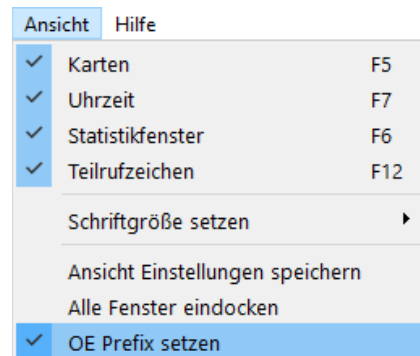 Ansicht Hilfe
Karten F5
Uhrzeit F7
Statistikfenster F6
Teilrufzeichen F12
Schriftgröße setzen
Ansicht Einstellungen speichern
Alle Fenster eindocken
OE Prefix setzen